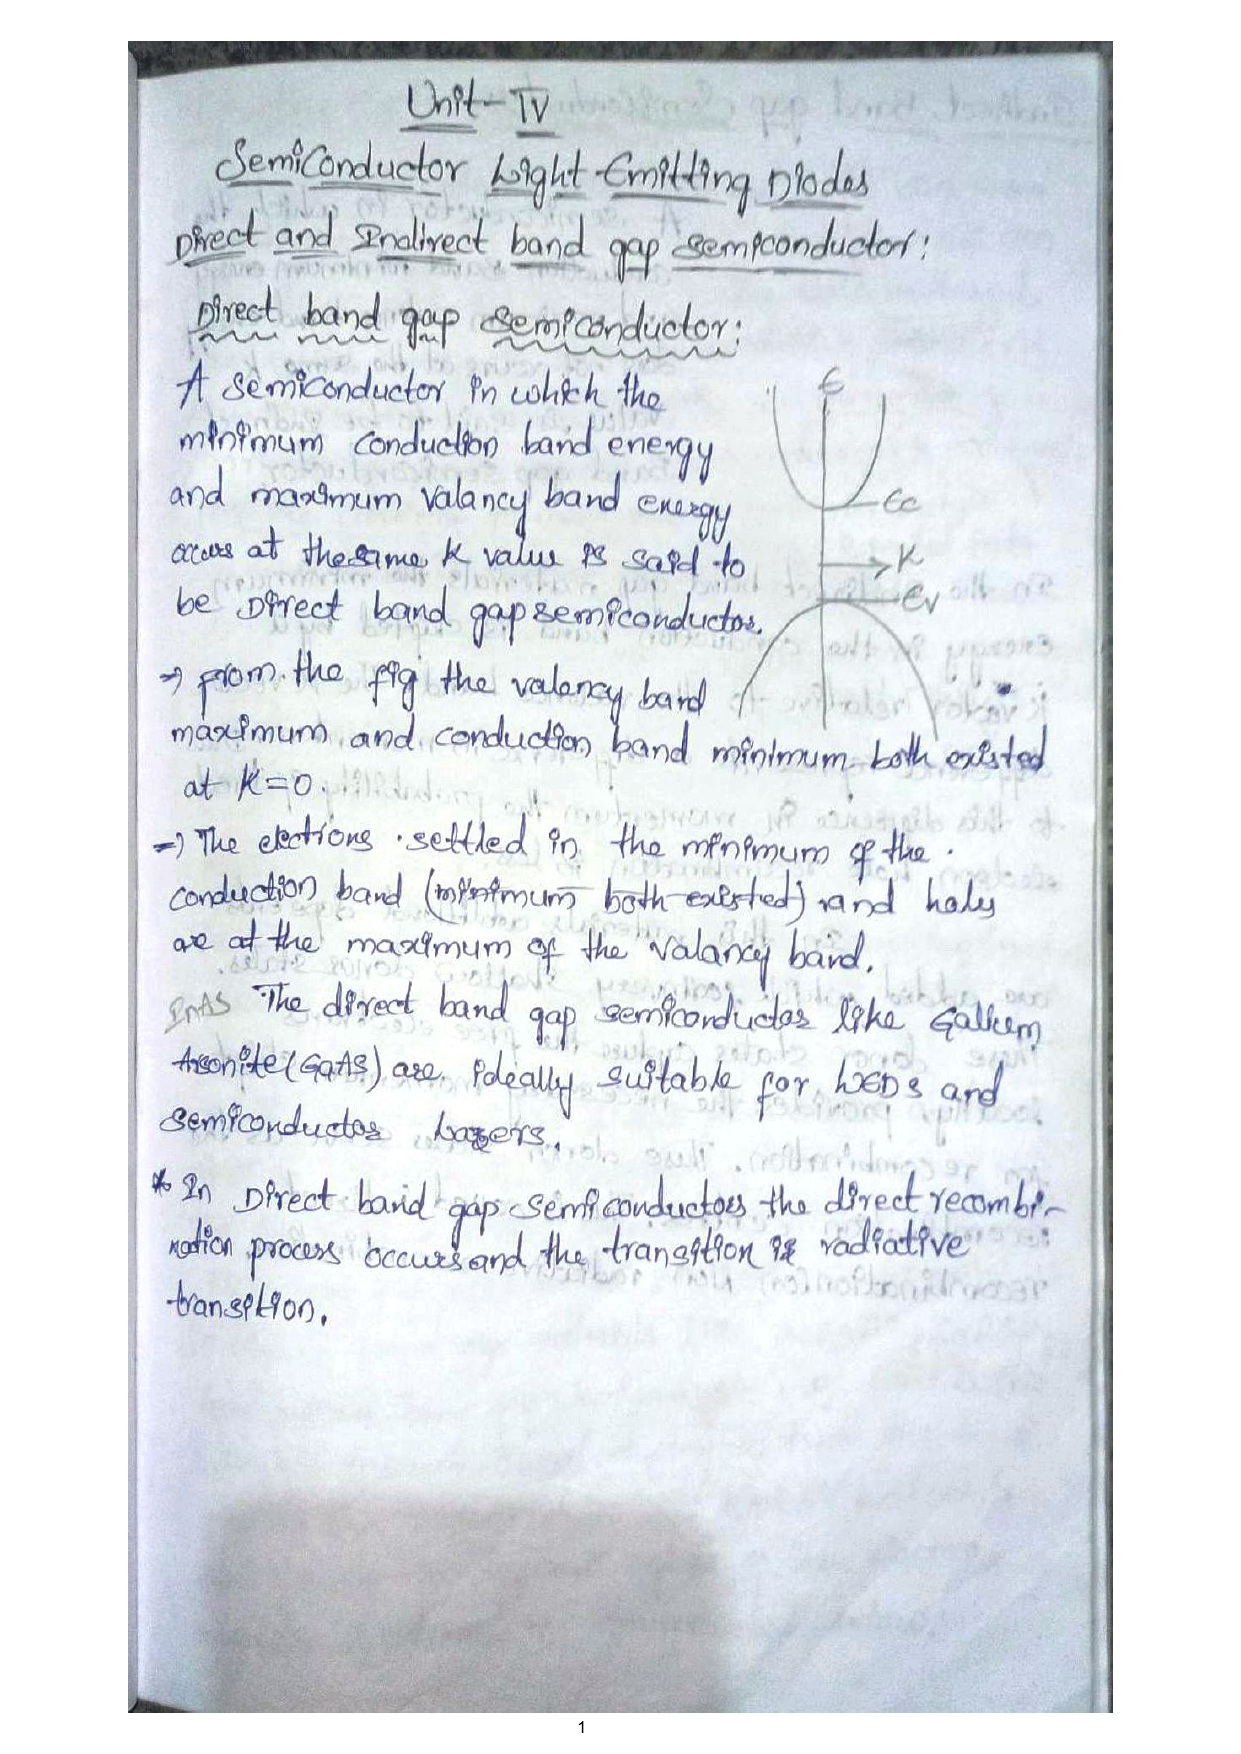 Unit-IV
Semiconductor Light Emitting Diodes
Direct and Indirect band gap semiconductor:
Direct band gap semiconductor:
A semiconductor in which the
E
minimum conduction band energy
and maximum valancy band energy
Ec
occurs at the same K value is said to
K
be Direct band gap semiconductor.
Ev
⇒ from the fig the valancy band
maximum and conduction band minimum both existed
at K=0.
⇒ The elections settled in the minimum of the
conduction band (minimum both existed) and holes
are at the maximum of the valancy band.
InAS The direct band gap semiconductor like Gallium
Arsonite (GaAS) are ideally suitable for LEDs and
semiconductor lazers.
* In Direct band gap semiconductors the direct recombi-
nation process occurs and the transition is radiative
transition.
1